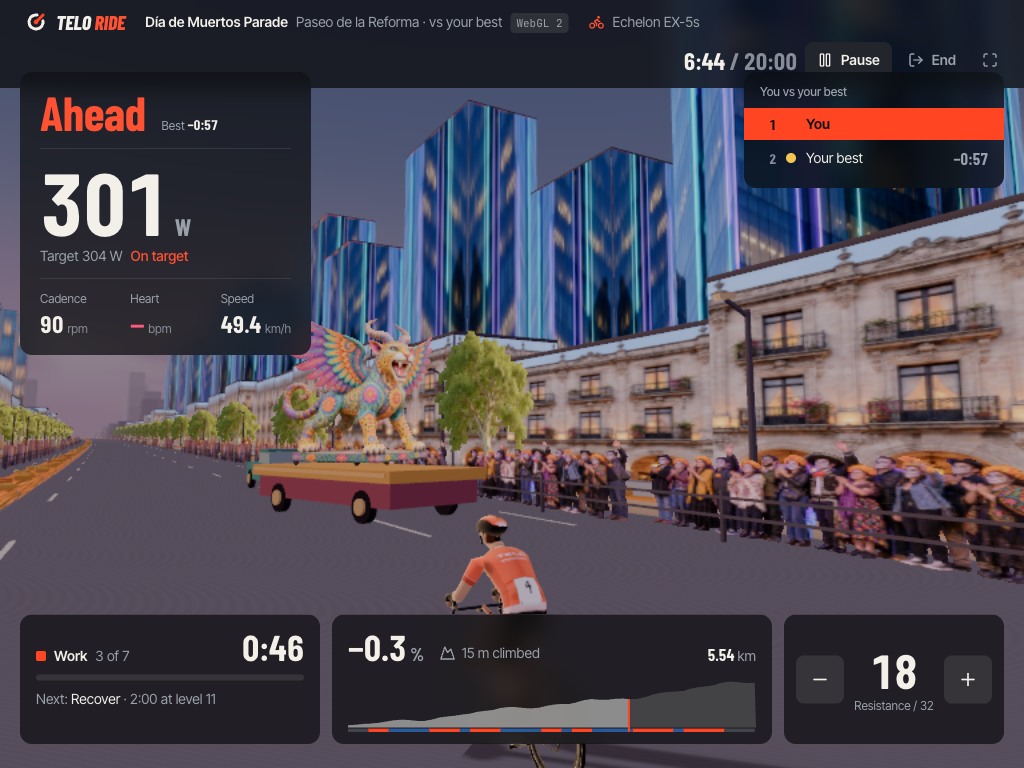 TELO RIDE Día de Muertos Parade Paseo de la Reforma · vs your best WebGL 2 Echelon EX-5s
6:44 / 20:00 Pause End
Ahead Best −0:57
301 W
Target 304 W On target
Cadence Heart Speed
90 rpm – bpm 49.4 km/h
You vs your best
1 You
2 Your best −0:57
4
Work 3 of 7 0:46
Next: Recover · 2:00 at level 11
−0.3 % 15 m climbed 5.54 km
− 18 +
Resistance / 32